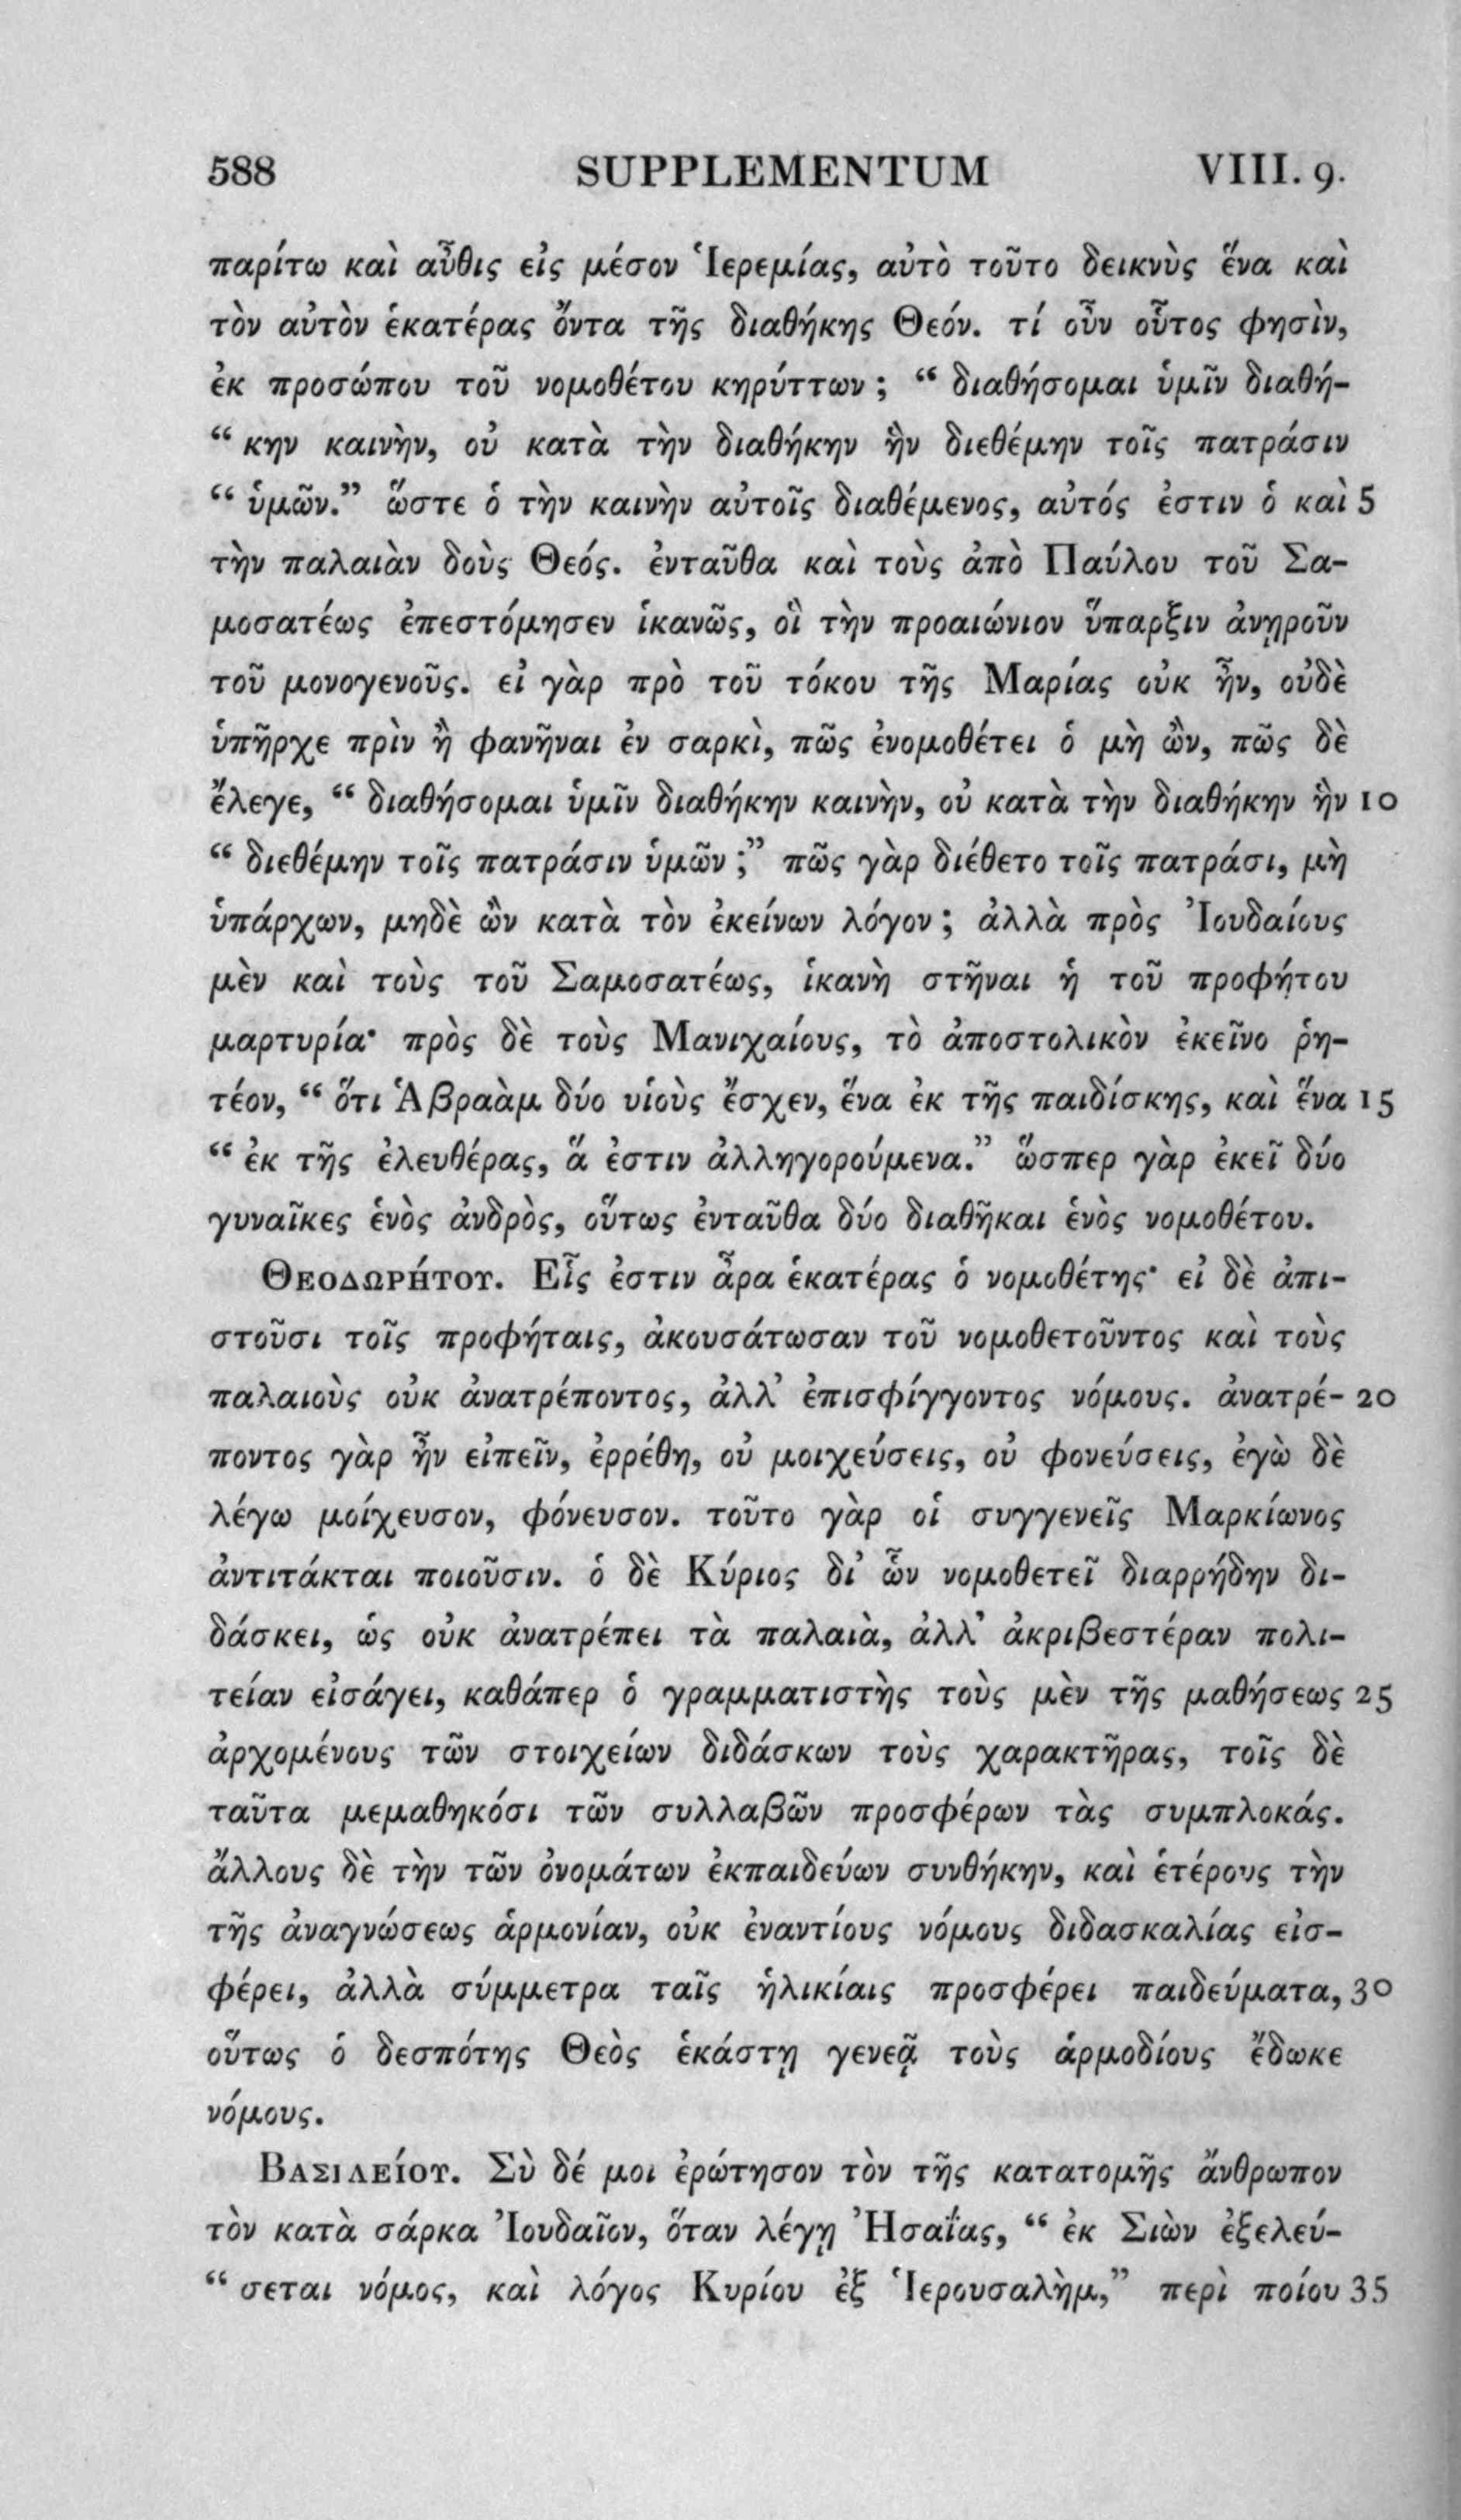 588 SUPPLEMENTUM VIII. 9.
παρίτω καὶ αὖθις εἰς μέσον Ἱερεμίας, αὐτὸ τοῦτο δεικνὺς ἕνα καὶ
τὸν αὐτὸν ἑκατέρας ὄντα τῆς διαθήκης Θεόν. τί οὖν οὗτος φησὶν,
ἐκ προσώπου τοῦ νομοθέτου κηρύττων; “ διαθήσομαι ὑμῖν διαθή-
“ κην καινὴν, οὐ κατὰ τὴν διαθήκην ἣν διεθέμην τοῖς πατράσιν
“ ὑμῶν.” ὥστε ὁ τὴν καινὴν αὐτοῖς διαθέμενος, αὐτός ἐστιν ὁ καὶ 5
τὴν παλαιὰν δοὺς Θεός. ἐνταῦθα καὶ τοὺς ἀπὸ Παύλου τοῦ Σα-
μοσατέως ἐπεστόμησεν ἱκανῶς, οἳ τὴν προαιώνιον ὕπαρξιν ἀνῃροῦν
τοῦ μονογενοῦς. εἰ γὰρ πρὸ τοῦ τόκου τῆς Μαρίας οὐκ ἦν, οὐδὲ
ὑπῆρχε πρὶν ἢ φανῆναι ἐν σαρκὶ, πῶς ἐνομοθέτει ὁ μὴ ὢν, πῶς δὲ
ἔλεγε, “ διαθήσομαι ὑμῖν διαθήκην καινὴν, οὐ κατὰ τὴν διαθήκην ἣν 10
“ διεθέμην τοῖς πατράσιν ὑμῶν;” πῶς γὰρ διέθετο τοῖς πατράσι, μὴ
ὑπάρχων, μηδὲ ὢν κατὰ τὸν ἐκείνων λόγον; ἀλλὰ πρὸς Ἰουδαίους
μὲν καὶ τοὺς τοῦ Σαμοσατέως, ἱκανὴ στῆναι ἡ τοῦ προφήτου
μαρτυρία· πρὸς δὲ τοὺς Μανιχαίους, τὸ ἀποστολικὸν ἐκεῖνο ῥη-
τέον, “ ὅτι Ἀβραὰμ δύο υἱοὺς ἔσχεν, ἕνα ἐκ τῆς παιδίσκης, καὶ ἕνα 15
“ ἐκ τῆς ἐλευθέρας, ἅ ἐστιν ἀλληγορούμενα.” ὥσπερ γὰρ ἐκεῖ δύο
γυναῖκες ἑνὸς ἀνδρὸς, οὕτως ἐνταῦθα δύο διαθῆκαι ἑνὸς νομοθέτου.
ΘΕΟΔΩΡΉΤΟΥ. Εἷς ἐστιν ἆρα ἑκατέρας ὁ νομοθέτης· εἰ δὲ ἀπι-
στοῦσι τοῖς προφήταις, ἀκουσάτωσαν τοῦ νομοθετοῦντος καὶ τοὺς
παλαιοὺς οὐκ ἀνατρέποντος, ἀλλ’ ἐπισφίγγοντος νόμους. ἀνατρέ- 20
ποντος γὰρ ἦν εἰπεῖν, ἐρρέθη, οὐ μοιχεύσεις, οὐ φονεύσεις, ἐγὼ δὲ
λέγω μοίχευσον, φόνευσον. τοῦτο γὰρ οἱ συγγενεῖς Μαρκίωνος
ἀντιτάκται ποιοῦσιν. ὁ δὲ Κύριος δι’ ὧν νομοθετεῖ διαρρήδην δι-
δάσκει, ὡς οὐκ ἀνατρέπει τὰ παλαιὰ, ἀλλ’ ἀκριβεστέραν πολι-
τείαν εἰσάγει, καθάπερ ὁ γραμματιστὴς τοὺς μὲν τῆς μαθήσεως 25
ἀρχομένους τῶν στοιχείων διδάσκων τοὺς χαρακτῆρας, τοῖς δὲ
ταῦτα μεμαθηκόσι τῶν συλλαβῶν προσφέρων τὰς συμπλοκάς.
ἄλλους δὲ τὴν τῶν ὀνομάτων ἐκπαιδεύων συνθήκην, καὶ ἑτέρους τὴν
τῆς ἀναγνώσεως ἁρμονίαν, οὐκ ἐναντίους νόμους διδασκαλίας εἰσ-
φέρει, ἀλλὰ σύμμετρα ταῖς ἡλικίαις προσφέρει παιδεύματα, 30
οὕτως ὁ δεσπότης Θεὸς ἑκάστῃ γενεᾷ τοὺς ἁρμοδίους ἔδωκε
νόμους.
ΒΑΣΙΛΕΊΟΥ. Σὺ δέ μοι ἐρώτησον τὸν τῆς κατατομῆς ἄνθρωπον
τὸν κατὰ σάρκα Ἰουδαῖον, ὅταν λέγῃ Ἡσαΐας, “ ἐκ Σιὼν ἐξελεύ-
“ σεται νόμος, καὶ λόγος Κυρίου ἐξ Ἱερουσαλὴμ,” περὶ ποίου 35